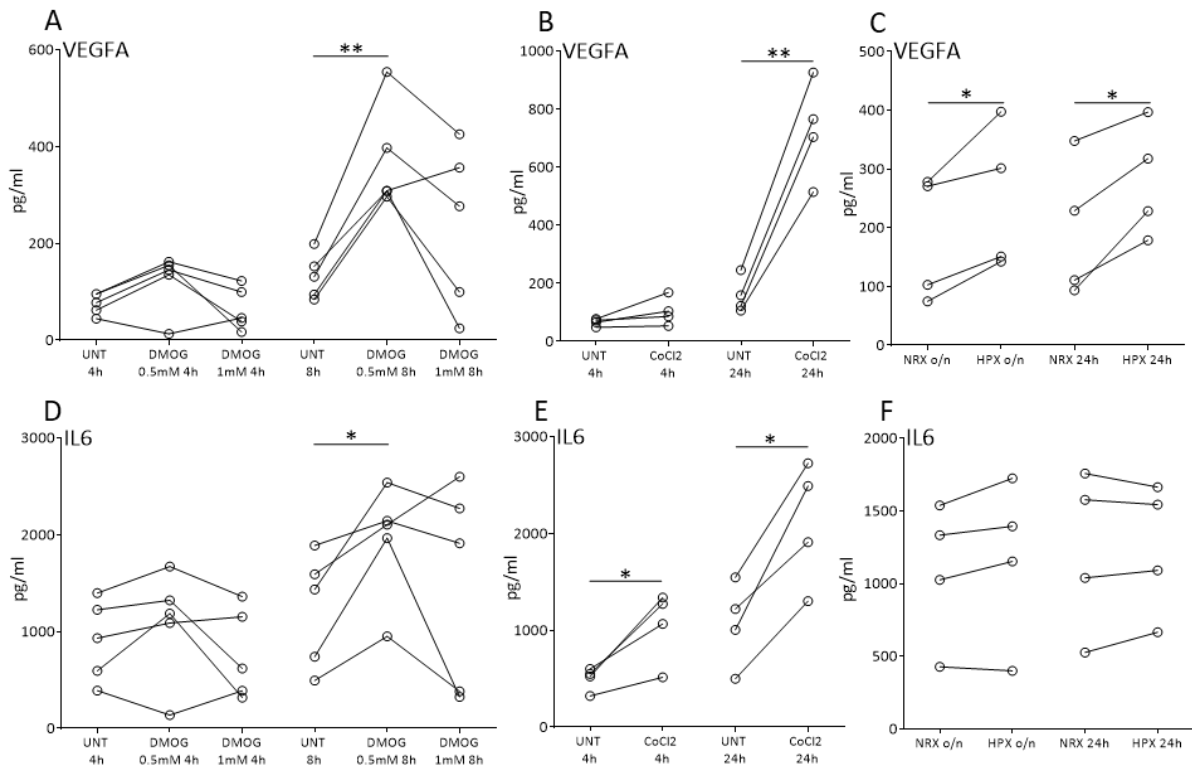 A
VEGFA
600
400
200
0
pg/ml
**
UNT DMOG DMOG UNT DMOG DMOG
4h 0.5mM 4h 1mM 4h 8h 0.5mM 8h 1mM 8h
B
VEGFA
1000
800
600
400
200
0
pg/ml
**
UNT CoCl2 UNT CoCl2
4h 4h 24h 24h
C
VEGFA
500
400
300
200
100
0
pg/ml
* *
NRX o/n HPX o/n NRX 24h HPX 24h
D
IL6
3000
2000
1000
0
pg/ml
*
UNT DMOG DMOG UNT DMOG DMOG
4h 0.5mM 4h 1mM 4h 8h 0.5mM 8h 1mM 8h
E
IL6
3000
2000
1000
0
pg/ml
* *
UNT CoCl2 UNT CoCl2
4h 4h 24h 24h
F
IL6
2000
1500
1000
500
0
pg/ml
NRX o/n HPX o/n NRX 24h HPX 24h